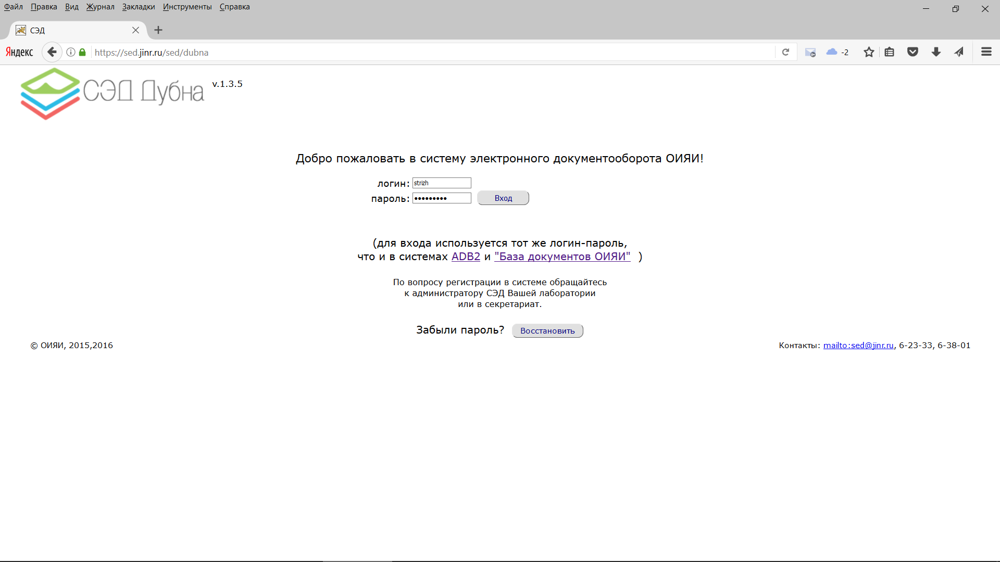 Файл Правка Вид Журнал Закладки Инструменты Справка
СЭД
Яндекс https://sed.jinr.ru/sed/dubna -2
СЭД Дубна v.1.3.5
Добро пожаловать в систему электронного документооборота ОИЯИ!
логин: strizh
пароль: ●●●●●●●●● Вход
(для входа используется тот же логин-пароль,
что и в системах ADB2 и "База документов ОИЯИ" )
По вопросу регистрации в системе обращайтесь
к администратору СЭД Вашей лаборатории
или в секретариат.
Забыли пароль? Восстановить
© ОИЯИ, 2015,2016 Контакты: mailto:sed@jinr.ru, 6-23-33, 6-38-01